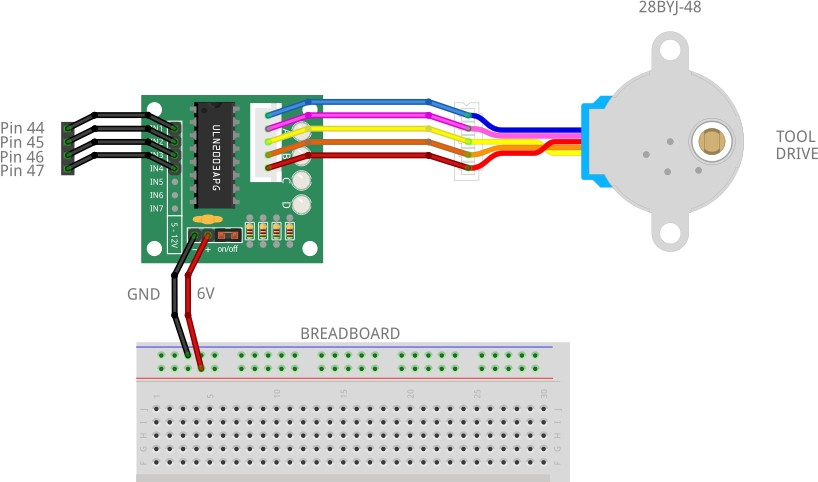 28BYJ-48
Pin 44
Pin 45
Pin 46
Pin 47
ULN2003APG
IN2
IN3
IN4
IN5
IN6
IN7
A
B
C
D
5 - 12V
- +
on/off
TOOL
DRIVE
GND
6V
BREADBOARD
1 5 10 15 20 25 30
J J
I I
H H
G G
F F